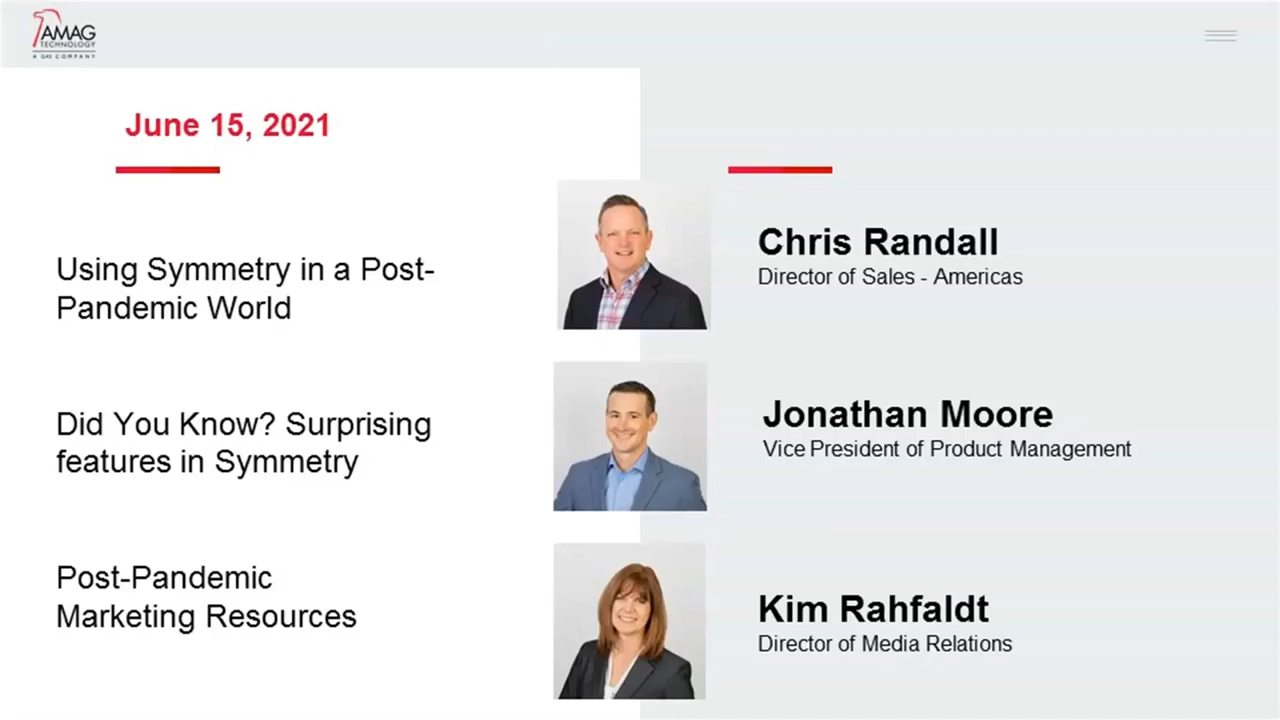 AMAG
TECHNOLOGY
A G4S COMPANY
June 15, 2021
Using Symmetry in a Post-
Pandemic World
Chris Randall
Director of Sales - Americas
Did You Know? Surprising
features in Symmetry
Jonathan Moore
Vice President of Product Management
Post-Pandemic
Marketing Resources
Kim Rahfaldt
Director of Media Relations